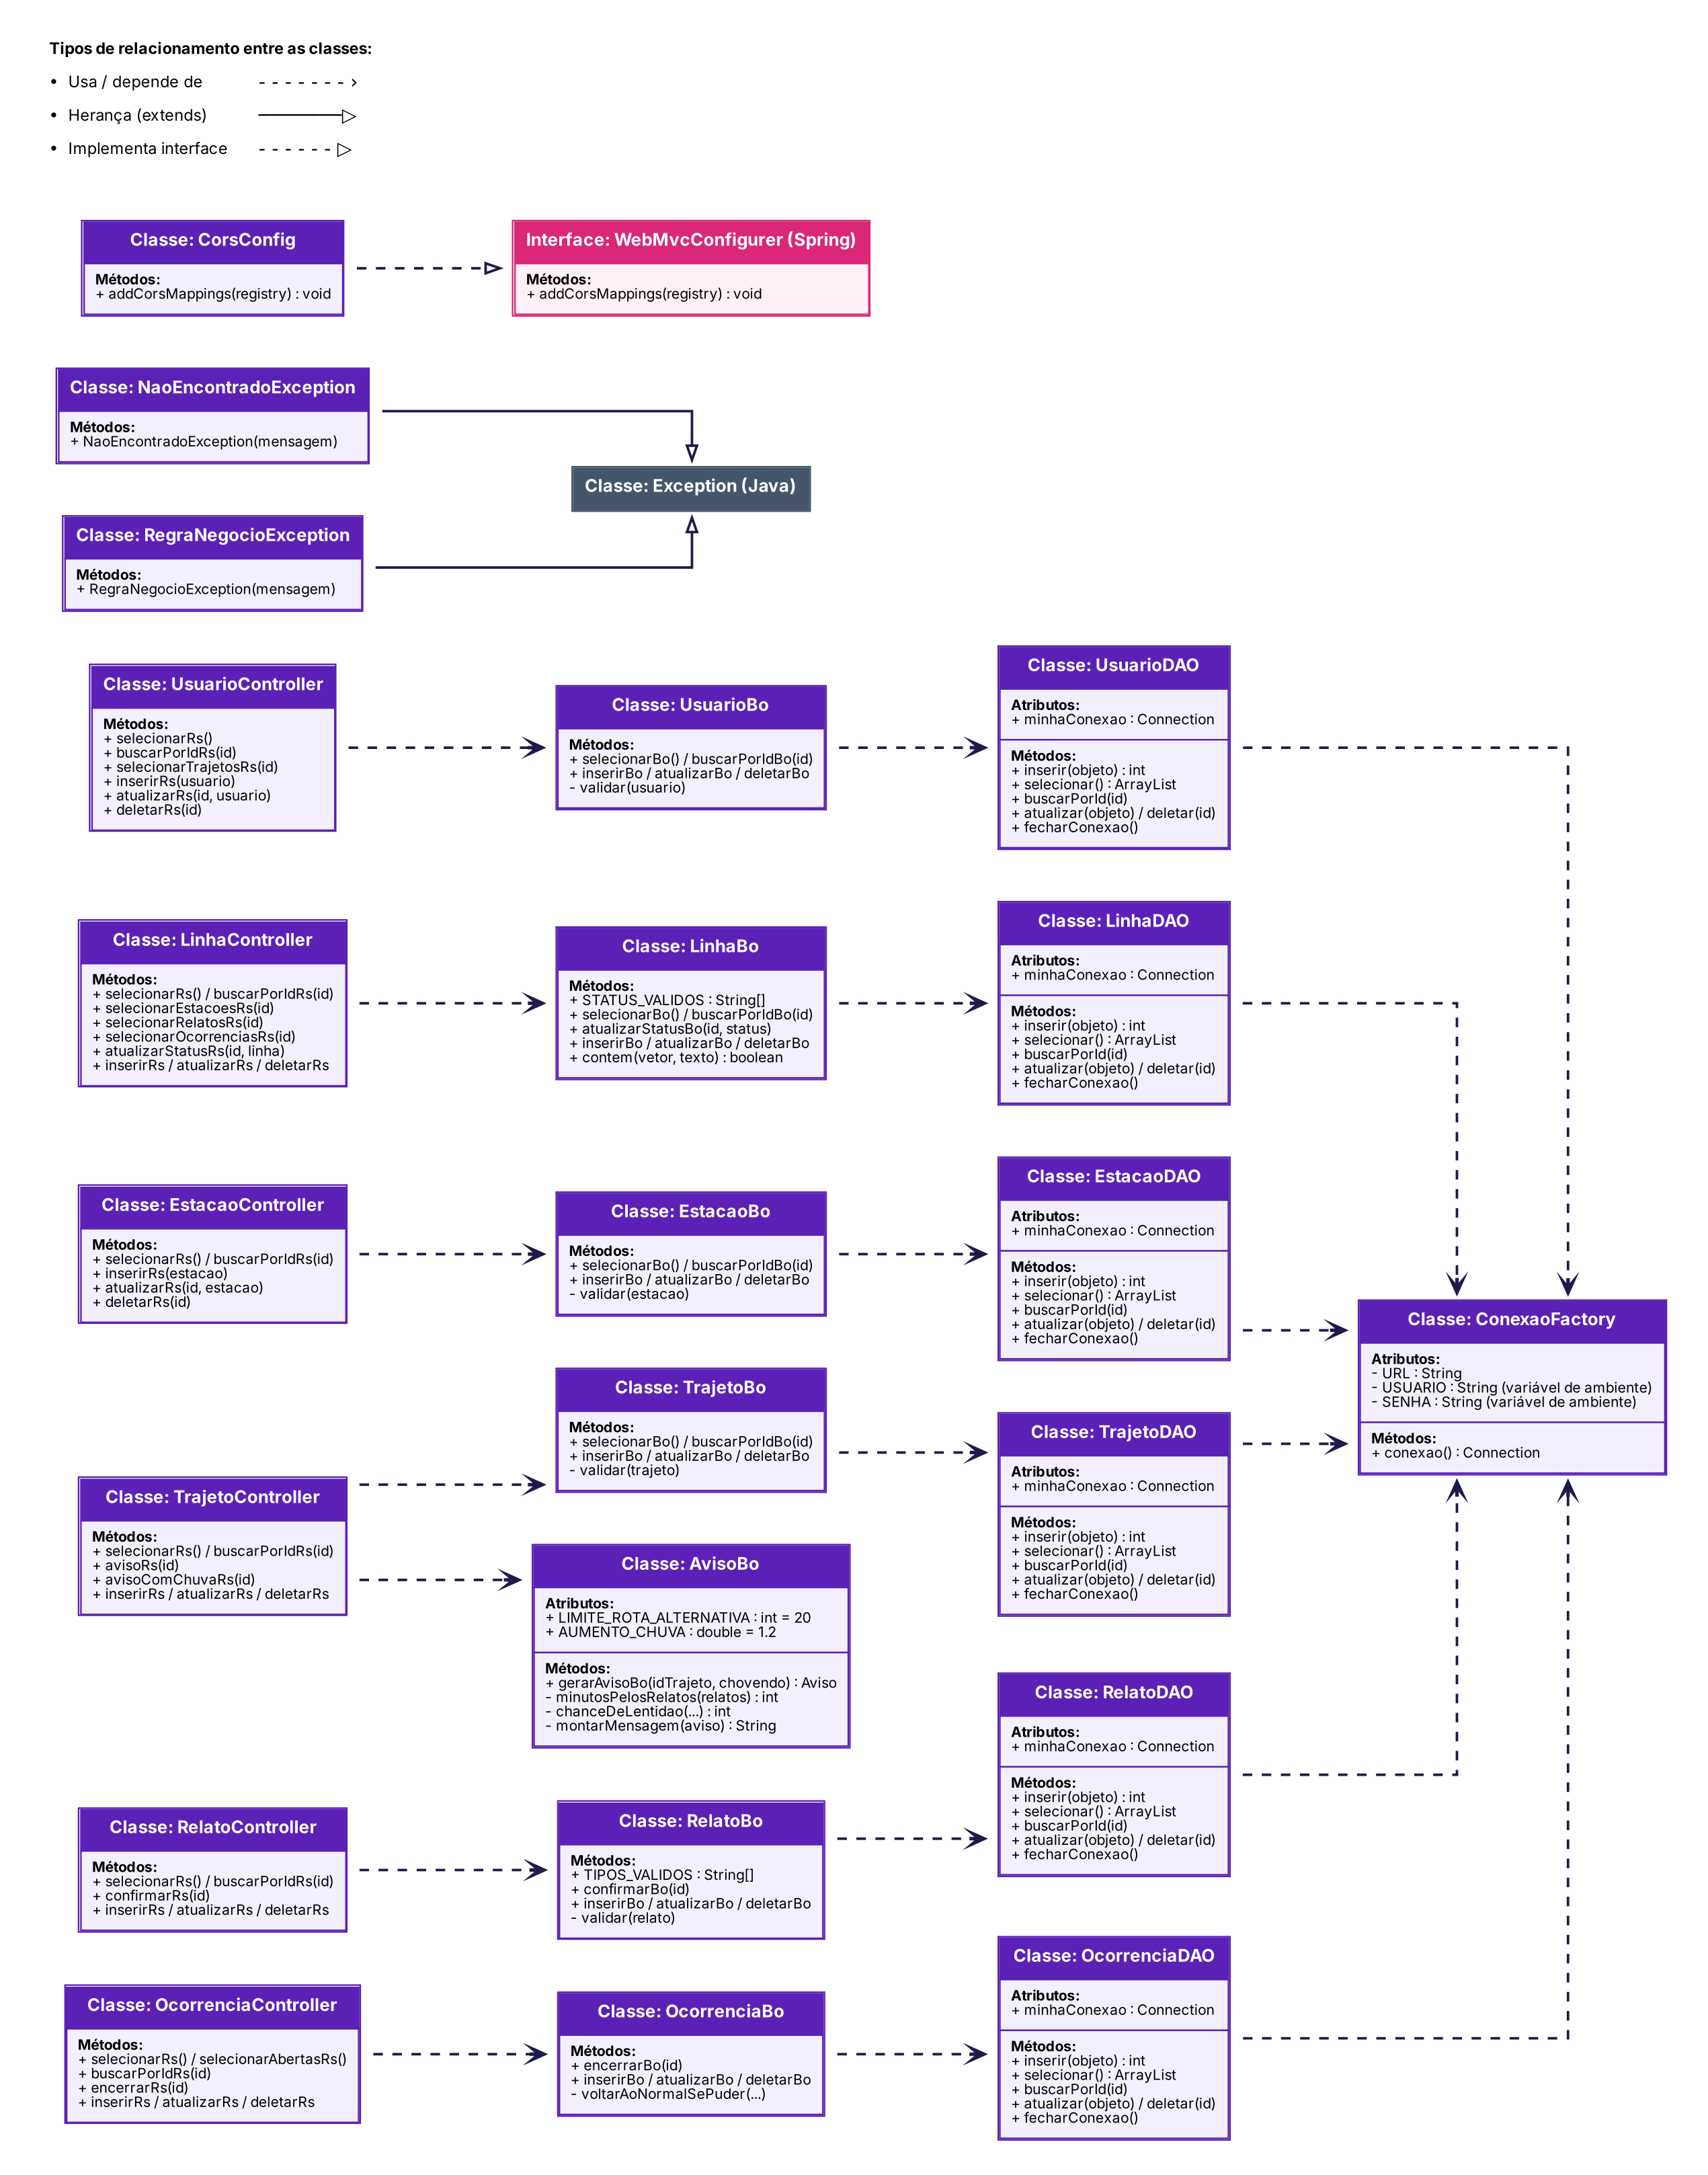 Tipos de relacionamento entre as classes:
• Usa / depende de
• Herança (extends)
• Implementa interface
Classe: CorsConfig
Métodos:
+ addCorsMappings(registry) : void
Interface: WebMvcConfigurer (Spring)
Métodos:
+ addCorsMappings(registry) : void
Classe: NaoEncontradoException
Métodos:
+ NaoEncontradoException(mensagem)
Classe: Exception (Java)
Classe: RegraNegocioException
Métodos:
+ RegraNegocioException(mensagem)
Classe: UsuarioController
Métodos:
+ selecionarRs()
+ buscarPorIdRs(id)
+ selecionarTrajetosRs(id)
+ inserirRs(usuario)
+ atualizarRs(id, usuario)
+ deletarRs(id)
Classe: UsuarioBo
Métodos:
+ selecionarBo() / buscarPorIdBo(id)
+ inserirBo / atualizarBo / deletarBo
- validar(usuario)
Classe: UsuarioDAO
Atributos:
+ minhaConexao : Connection
Métodos:
+ inserir(objeto) : int
+ selecionar() : ArrayList
+ buscarPorId(id)
+ atualizar(objeto) / deletar(id)
+ fecharConexao()
Classe: LinhaController
Métodos:
+ selecionarRs() / buscarPorIdRs(id)
+ selecionarEstacoesRs(id)
+ selecionarRelatosRs(id)
+ selecionarOcorrenciasRs(id)
+ atualizarStatusRs(id, linha)
+ inserirRs / atualizarRs / deletarRs
Classe: LinhaBo
Métodos:
+ STATUS_VALIDOS : String[]
+ selecionarBo() / buscarPorIdBo(id)
+ atualizarStatusBo(id, status)
+ inserirBo / atualizarBo / deletarBo
+ contem(vetor, texto) : boolean
Classe: LinhaDAO
Atributos:
+ minhaConexao : Connection
Métodos:
+ inserir(objeto) : int
+ selecionar() : ArrayList
+ buscarPorId(id)
+ atualizar(objeto) / deletar(id)
+ fecharConexao()
Classe: EstacaoController
Métodos:
+ selecionarRs() / buscarPorIdRs(id)
+ inserirRs(estacao)
+ atualizarRs(id, estacao)
+ deletarRs(id)
Classe: EstacaoBo
Métodos:
+ selecionarBo() / buscarPorIdBo(id)
+ inserirBo / atualizarBo / deletarBo
- validar(estacao)
Classe: EstacaoDAO
Atributos:
+ minhaConexao : Connection
Métodos:
+ inserir(objeto) : int
+ selecionar() : ArrayList
+ buscarPorId(id)
+ atualizar(objeto) / deletar(id)
+ fecharConexao()
Classe: ConexaoFactory
Atributos:
- URL : String
- USUARIO : String (variável de ambiente)
- SENHA : String (variável de ambiente)
Métodos:
+ conexao() : Connection
Classe: TrajetoController
Métodos:
+ selecionarRs() / buscarPorIdRs(id)
+ avisoRs(id)
+ avisoComChuvaRs(id)
+ inserirRs / atualizarRs / deletarRs
Classe: TrajetoBo
Métodos:
+ selecionarBo() / buscarPorIdBo(id)
+ inserirBo / atualizarBo / deletarBo
- validar(trajeto)
Classe: TrajetoDAO
Atributos:
+ minhaConexao : Connection
Métodos:
+ inserir(objeto) : int
+ selecionar() : ArrayList
+ buscarPorId(id)
+ atualizar(objeto) / deletar(id)
+ fecharConexao()
Classe: AvisoBo
Atributos:
+ LIMITE_ROTA_ALTERNATIVA : int = 20
+ AUMENTO_CHUVA : double = 1.2
Métodos:
+ gerarAvisoBo(idTrajeto, chovendo) : Aviso
- minutosPelosRelatos(relatos) : int
- chanceDeLentidao(...) : int
- montarMensagem(aviso) : String
Classe: RelatoController
Métodos:
+ selecionarRs() / buscarPorIdRs(id)
+ confirmarRs(id)
+ inserirRs / atualizarRs / deletarRs
Classe: RelatoBo
Métodos:
+ TIPOS_VALIDOS : String[]
+ confirmarBo(id)
+ inserirBo / atualizarBo / deletarBo
- validar(relato)
Classe: RelatoDAO
Atributos:
+ minhaConexao : Connection
Métodos:
+ inserir(objeto) : int
+ selecionar() : ArrayList
+ buscarPorId(id)
+ atualizar(objeto) / deletar(id)
+ fecharConexao()
Classe: OcorrenciaController
Métodos:
+ selecionarRs() / selecionarAbertasRs()
+ buscarPorIdRs(id)
+ encerrarRs(id)
+ inserirRs / atualizarRs / deletarRs
Classe: OcorrenciaBo
Métodos:
+ encerrarBo(id)
+ inserirBo / atualizarBo / deletarBo
- voltarAoNormalSePuder(...)
Classe: OcorrenciaDAO
Atributos:
+ minhaConexao : Connection
Métodos:
+ inserir(objeto) : int
+ selecionar() : ArrayList
+ buscarPorId(id)
+ atualizar(objeto) / deletar(id)
+ fecharConexao()